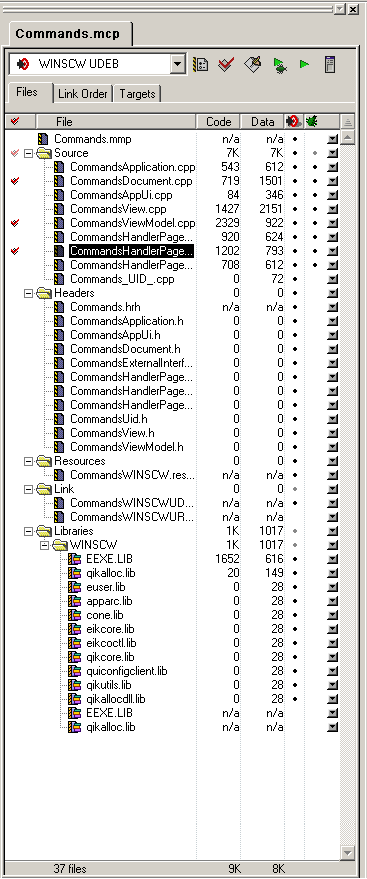 Commands.mcp
WINSCW UDEB
Files Link Order Targets
File Code Data
Commands.mmp n/a n/a
Source 7K 7K
CommandsApplication.cpp 543 612
CommandsDocument.cpp 719 1501
CommandsAppUi.cpp 84 346
CommandsView.cpp 1427 2151
CommandsViewModel.cpp 2329 922
CommandsHandlerPage... 920 624
CommandsHandlerPage... 1202 793
CommandsHandlerPage... 708 612
Commands_UID_.cpp 0 72
Headers 0 0
Commands.hrh n/a n/a
CommandsApplication.h 0 0
CommandsAppUi.h 0 0
CommandsDocument.h 0 0
CommandsExternalInterf... 0 0
CommandsHandlerPage... 0 0
CommandsHandlerPage... 0 0
CommandsHandlerPage... 0 0
CommandsUid.h 0 0
CommandsView.h 0 0
CommandsViewModel.h 0 0
Resources 0 0
CommandsWINSCW.res... n/a n/a
Link 0 0
CommandsWINSCWUD... n/a n/a
CommandsWINSCWUR... n/a n/a
Libraries 1K 1017
WINSCW 1K 1017
EEXE.LIB 1652 616
qikalloc.lib 20 149
euser.lib 0 28
apparc.lib 0 28
cone.lib 0 28
eikcore.lib 0 28
eikcoctl.lib 0 28
qikcore.lib 0 28
quiconfigclient.lib 0 28
qikutils.lib 0 28
qikallocdll.lib 0 28
EEXE.LIB n/a n/a
qikalloc.lib n/a n/a
37 files 9K 8K